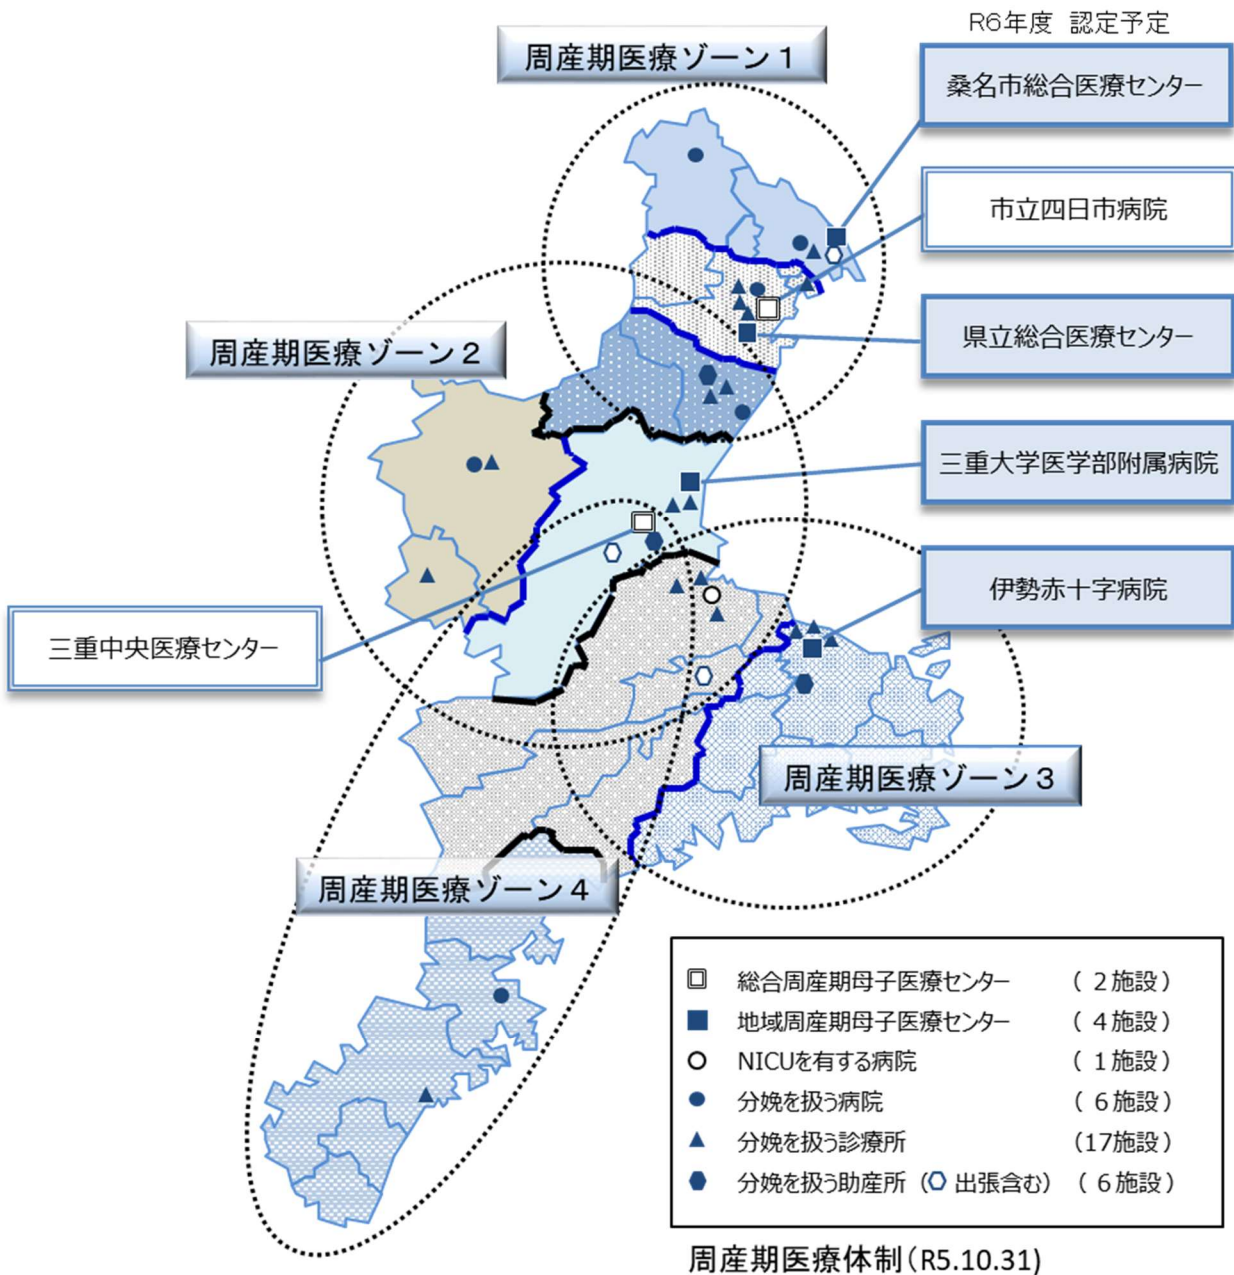 R6年度 認定予定
周産期医療ゾーン1
桑名市総合医療センター
市立四日市病院
周産期医療ゾーン2
県立総合医療センター
三重大学医学部附属病院
伊勢赤十字病院
三重中央医療センター
周産期医療ゾーン3
周産期医療ゾーン4
総合周産期母子医療センター (2施設)
地域周産期母子医療センター (4施設)
NICUを有する病院 (1施設)
分娩を扱う病院 (6施設)
分娩を扱う診療所 (17施設)
分娩を扱う助産所 (出張含む) (6施設)
周産期医療体制(R5.10.31)